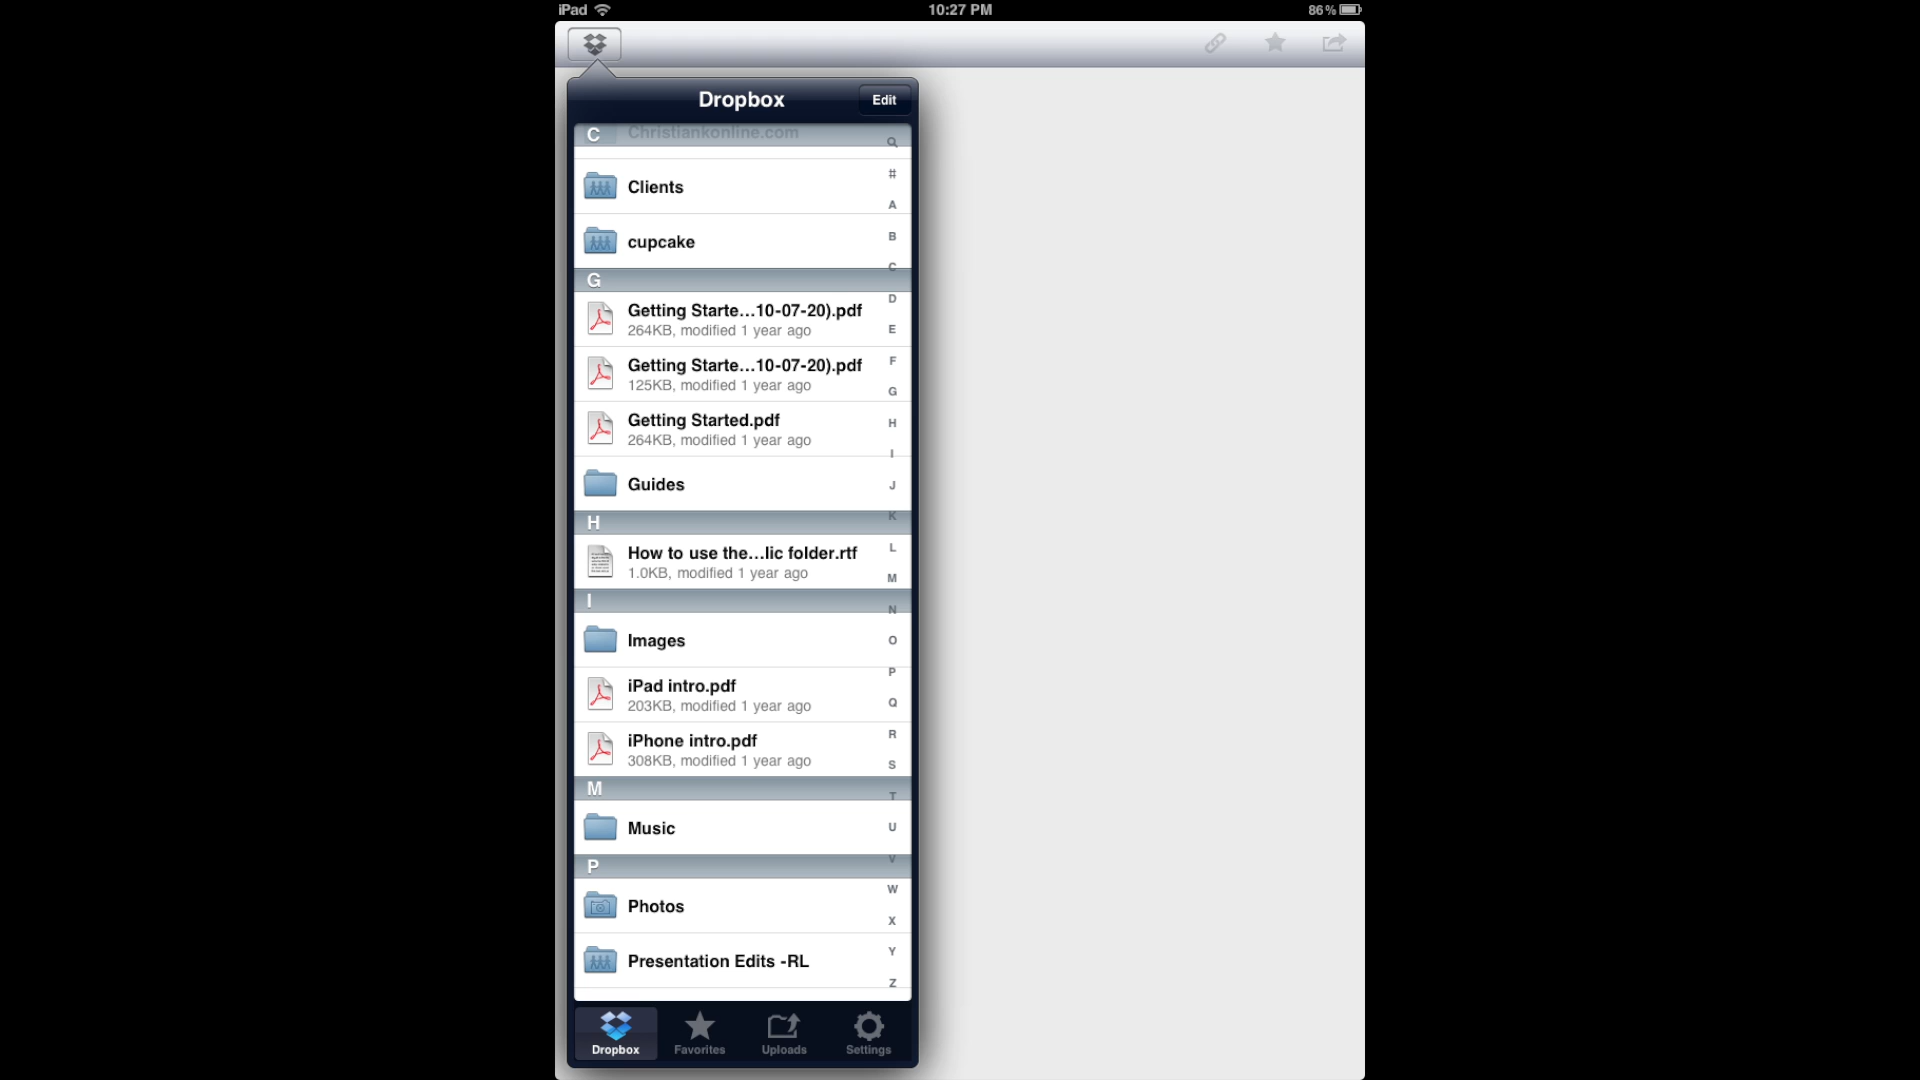 iPad
10:27 PM
86%
Dropbox
Edit
C
Christiankonline.com
Clients
cupcake
G
Getting Starte...10-07-20).pdf
264KB, modified 1 year ago
Getting Starte...10-07-20).pdf
125KB, modified 1 year ago
Getting Started.pdf
264KB, modified 1 year ago
Guides
H
How to use the...lic folder.rtf
1.0KB, modified 1 year ago
I
Images
iPad intro.pdf
203KB, modified 1 year ago
iPhone intro.pdf
308KB, modified 1 year ago
M
Music
P
Photos
Presentation Edits -RL
#
A
B
C
D
E
F
G
H
I
J
K
L
M
N
O
P
Q
R
S
T
U
V
W
X
Y
Z
Dropbox
Favorites
Uploads
Settings